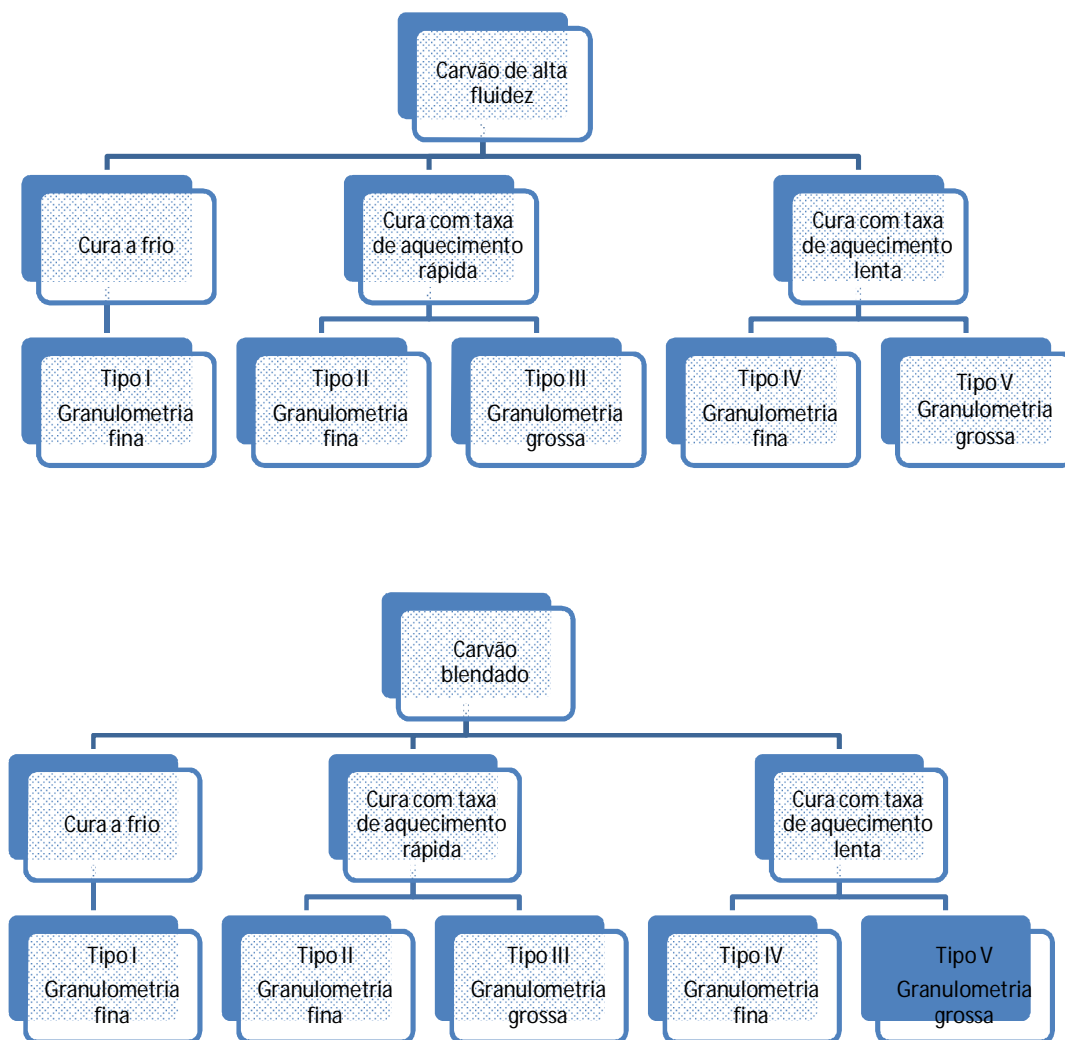 Carvão de alta
fluidez
Cura a frio
Cura com taxa
de aquecimento
rápida
Cura com taxa
de aquecimento
lenta
Tipo I
Granulometria
fina
Tipo II
Granulometria
fina
Tipo III
Granulometria
grossa
Tipo IV
Granulometria
fina
Tipo V
Granulometria
grossa
Carvão
blendado
Cura a frio
Cura com taxa
de aquecimento
rápida
Cura com taxa
de aquecimento
lenta
Tipo I
Granulometria
fina
Tipo II
Granulometria
fina
Tipo III
Granulometria
grossa
Tipo IV
Granulometria
fina
Tipo V
Granulometria
grossa